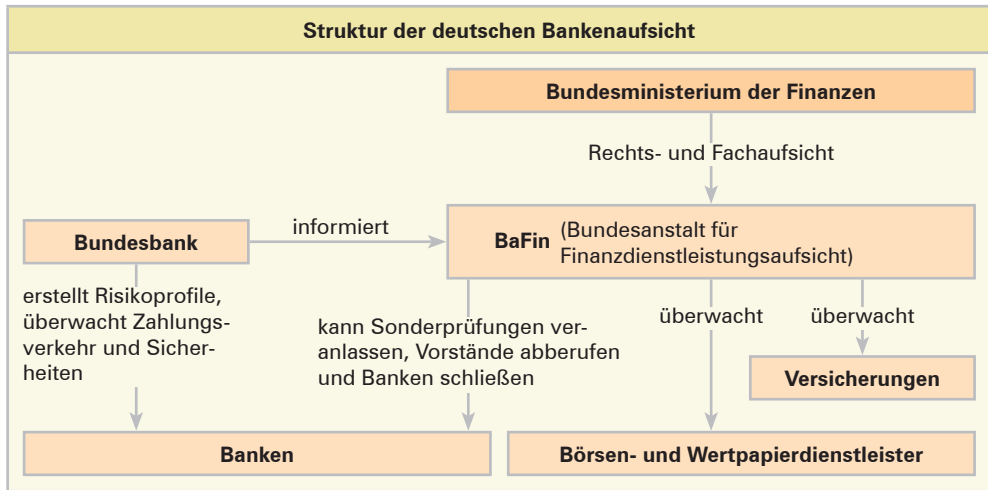 Struktur der deutschen Bankenaufsicht
Bundesministerium der Finanzen
Rechts- und Fachaufsicht
Bundesbank
informiert
BaFin (Bundesanstalt für
Finanzdienstleistungsaufsicht)
erstellt Risikoprofile,
überwacht Zahlungs-
verkehr und Sicher-
heiten
kann Sonderprüfungen ver-
anlassen, Vorstände abberufen
und Banken schließen
überwacht
überwacht
Versicherungen
Banken
Börsen- und Wertpapierdienstleister